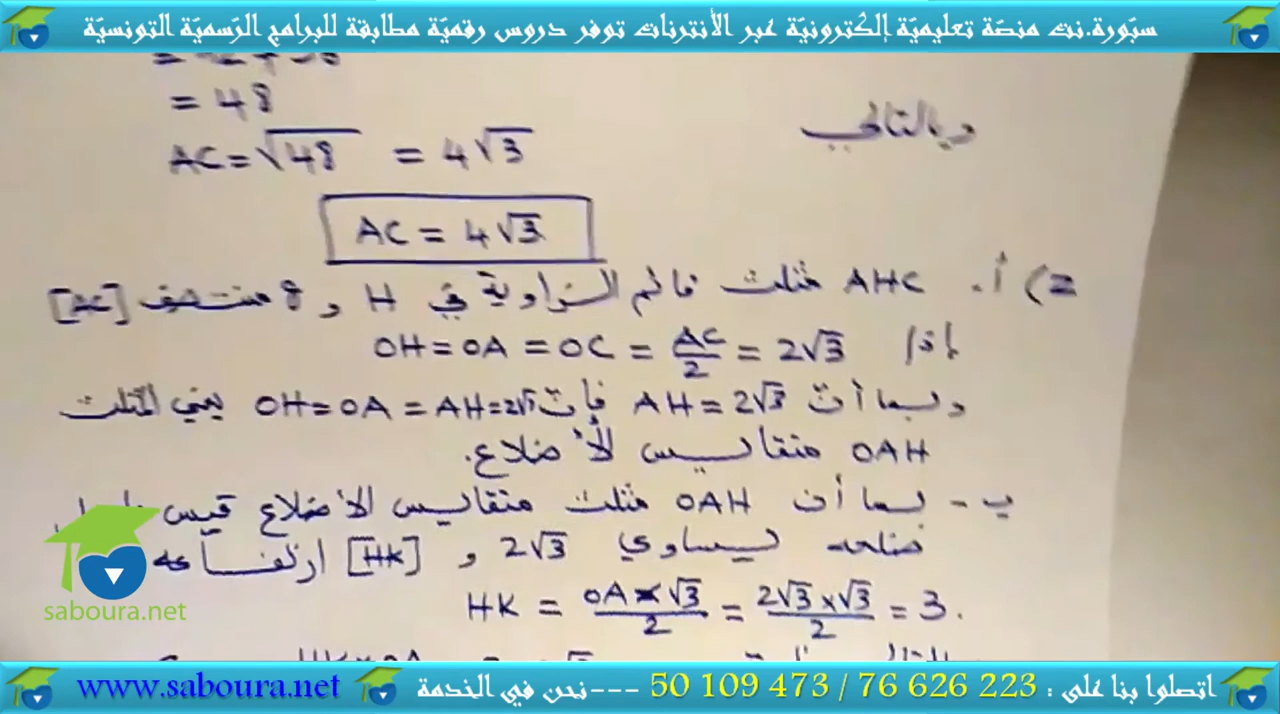 سبّورة.نت منصّة تعليميّة إلكترونيّة عبر الأنترنات توفر دروس رقميّة مطابقة للبرامج الرّسميّة التونسيّة
= 48
وبالتالي
AC = √48 = 4√3
AC = 4√3
2) أ. AHC مثلث قائم الزاوية في H و O منتصف [AC]
إذا OH = OA = OC = AC/2 = 2√3
وبما أن AH = 2√3 فإن OH = OA = AH = 2√3 يعني المثلث
OAH متقايس الأضلاع.
ب - بما أن OAH مثلث متقايس الأضلاع قيس
ضلعه يساوي 2√3 و [HK] ارتفاعه
HK = OA × √3 / 2 = 2√3 × √3 / 2 = 3.
saboura.net
اتصلوا بنا على : 223 626 76 / 473 109 50 ---نحن في الخدمة www.saboura.net